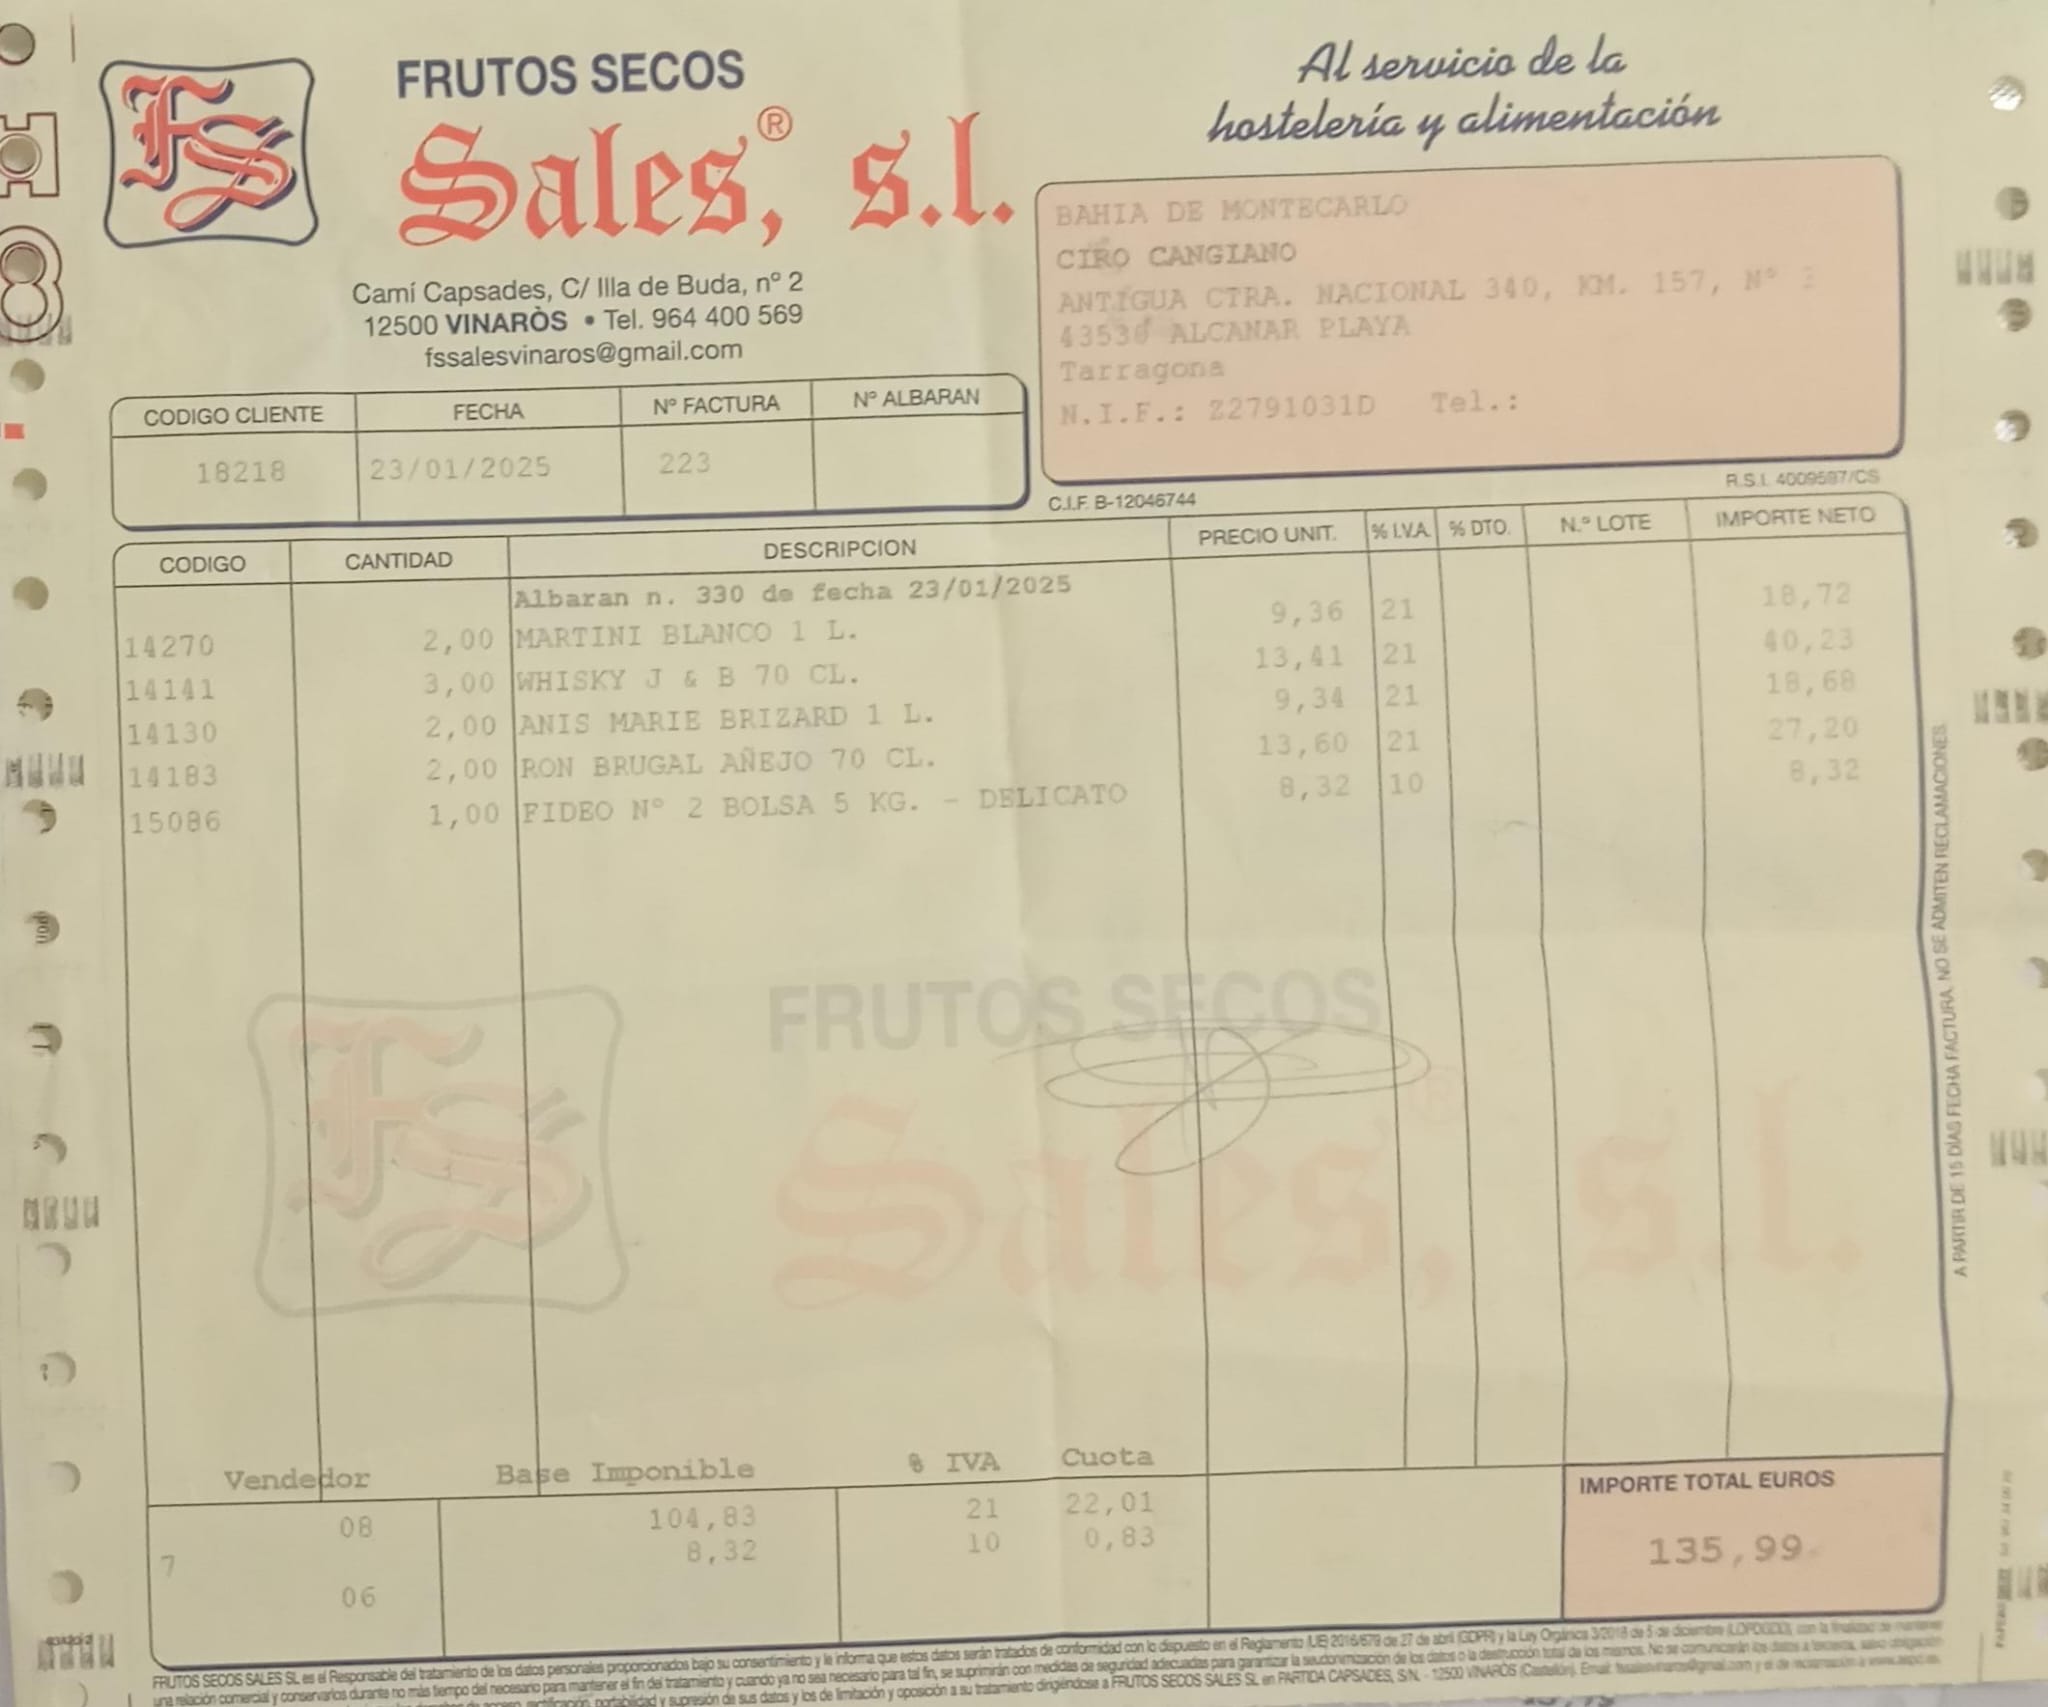 FS
FRUTOS SECOS
Sales,® s.l.
Al servicio de la
hostelería y alimentación
Camí Capsades, C/ Illa de Buda, nº 2
12500 VINARÒS • Tel. 964 400 569
fssalesvinaros@gmail.com
BAHIA DE MONTECARLO
CIRO CANGIANO
ANTIGUA CTRA. NACIONAL 340, KM. 157, Nº
43530 ALCANAR PLAYA
Tarragona
N.I.F.: Z2791031D Tel.:
CODIGO CLIENTE FECHA Nº FACTURA Nº ALBARAN
18218 23/01/2025 223
C.I.F. B-12046744
R.S.I. 4009587/CS
CODIGO CANTIDAD DESCRIPCION PRECIO UNIT. % I.V.A. % DTO. N.º LOTE IMPORTE NETO
Albaran n. 330 de fecha 23/01/2025
14270 2,00 MARTINI BLANCO 1 L. 9,36 21 18,72
14141 3,00 WHISKY J & B 70 CL. 13,41 21 40,23
14130 2,00 ANIS MARIE BRIZARD 1 L. 9,34 21 18,68
14183 2,00 RON BRUGAL AÑEJO 70 CL. 13,60 21 27,20
15086 1,00 FIDEO Nº 2 BOLSA 5 KG. - DELICATO 8,32 10 8,32
A PARTIR DE 15 DÍAS FECHA FACTURA, NO SE ADMITEN RECLAMACIONES.
FS
FRUTOS SECOS
Sales,® s.l.
Vendedor Base Imponible % IVA Cuota
08 104,83 21 22,01
7 8,32 10 0,83
06
IMPORTE TOTAL EUROS
135,99
FRUTOS SECOS SALES SL es el Responsable del tratamiento de los datos personales proporcionados bajo su consentimiento y le informa que estos datos serán tratados de conformidad con lo dispuesto en el Reglamento (UE) 2016/679 de 27 de abril (GDPR) y la Ley Orgánica 3/2018 de 5 de diciembre (LOPDGDD), con la finalidad de mantener
una relación comercial y conservarlos durante no más tiempo del necesario para mantener el fin del tratamiento y cuando ya no sea necesario para tal fin, se suprimirán con medidas de seguridad adecuadas para garantizar la seudonimización de los datos o la destrucción total de los mismos. No se comunicarán los datos a terceros, salvo obligación
rectificación, portabilidad y supresión de sus datos y los de limitación y oposición a su tratamiento dirigiéndose a FRUTOS SECOS SALES SL en PARTIDA CAPSADES, S/N. - 12500 VINARÒS (Castellón). Email: fssalesvinaros@gmail.com y el de reclamación a www.aepd.es.